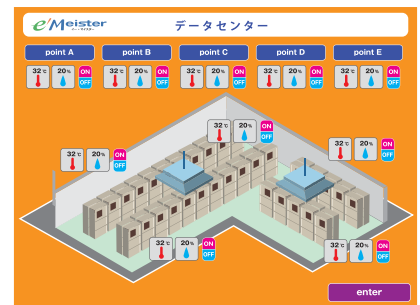 e'Meister
データセンター
point A
point B
point C
point D
point E
32℃ 20% ON OFF
32℃ 20% ON OFF
32℃ 20% ON OFF
32℃ 20% ON OFF
32℃ 20% ON OFF
32℃ 20% ON OFF
32℃ 20% ON OFF
32℃ 20% ON OFF
32℃ 20% ON OFF
32℃ 20% ON OFF
enter